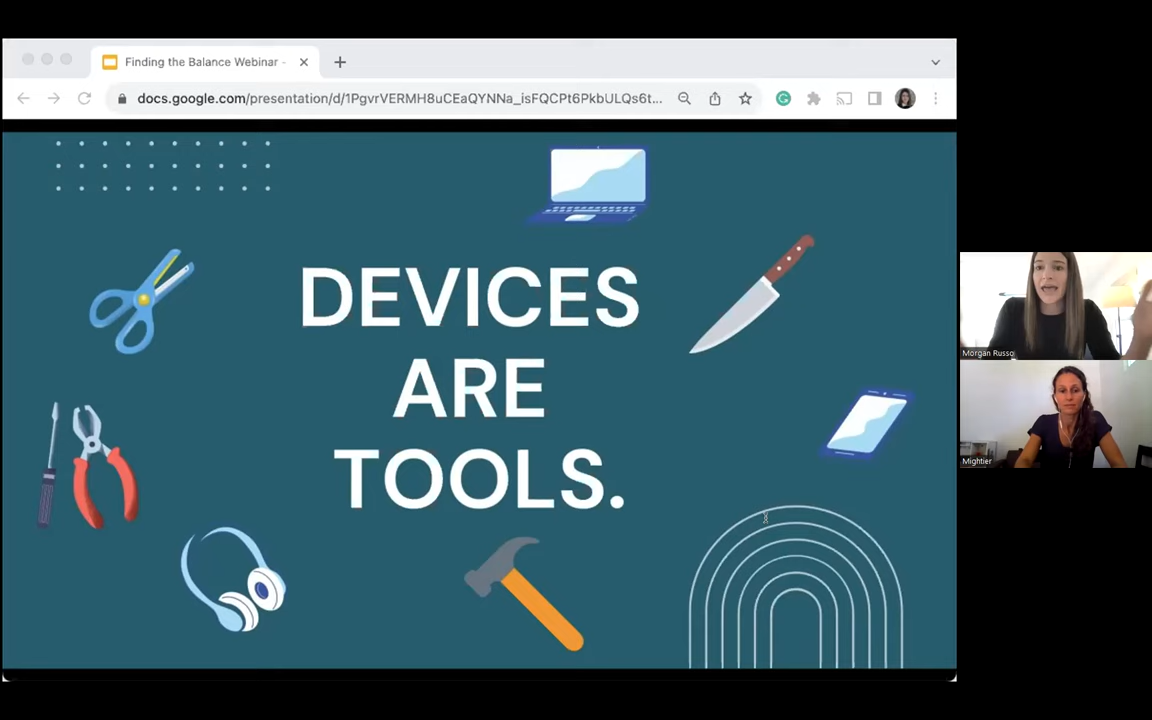 Finding the Balance Webinar -
docs.google.com/presentation/d/1PgvrVERMH8uCEaQYNNa_isFQCPt6PkbULQs6t...
DEVICES
ARE
TOOLS.
Morgan Russo
Mightier